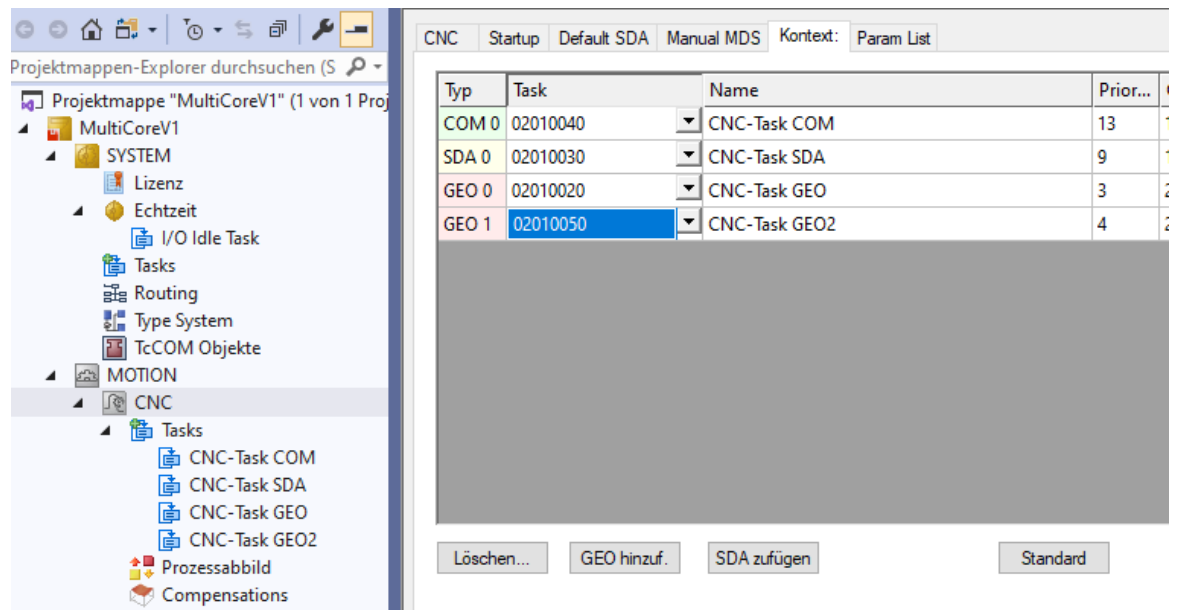 Projektmappen-Explorer durchsuchen (S
Projektmappe "MultiCoreV1" (1 von 1 Proj
MultiCoreV1
SYSTEM
Lizenz
Echtzeit
I/O Idle Task
Tasks
Routing
Type System
TcCOM Objekte
MOTION
CNC
Tasks
CNC-Task COM
CNC-Task SDA
CNC-Task GEO
CNC-Task GEO2
Prozessabbild
Compensations
CNC Startup Default SDA Manual MDS Kontext: Param List
Typ Task Name Prior...
COM 0 02010040 CNC-Task COM 13
SDA 0 02010030 CNC-Task SDA 9
GEO 0 02010020 CNC-Task GEO 3
GEO 1 02010050 CNC-Task GEO2 4
Löschen... GEO hinzuf. SDA zufügen Standard